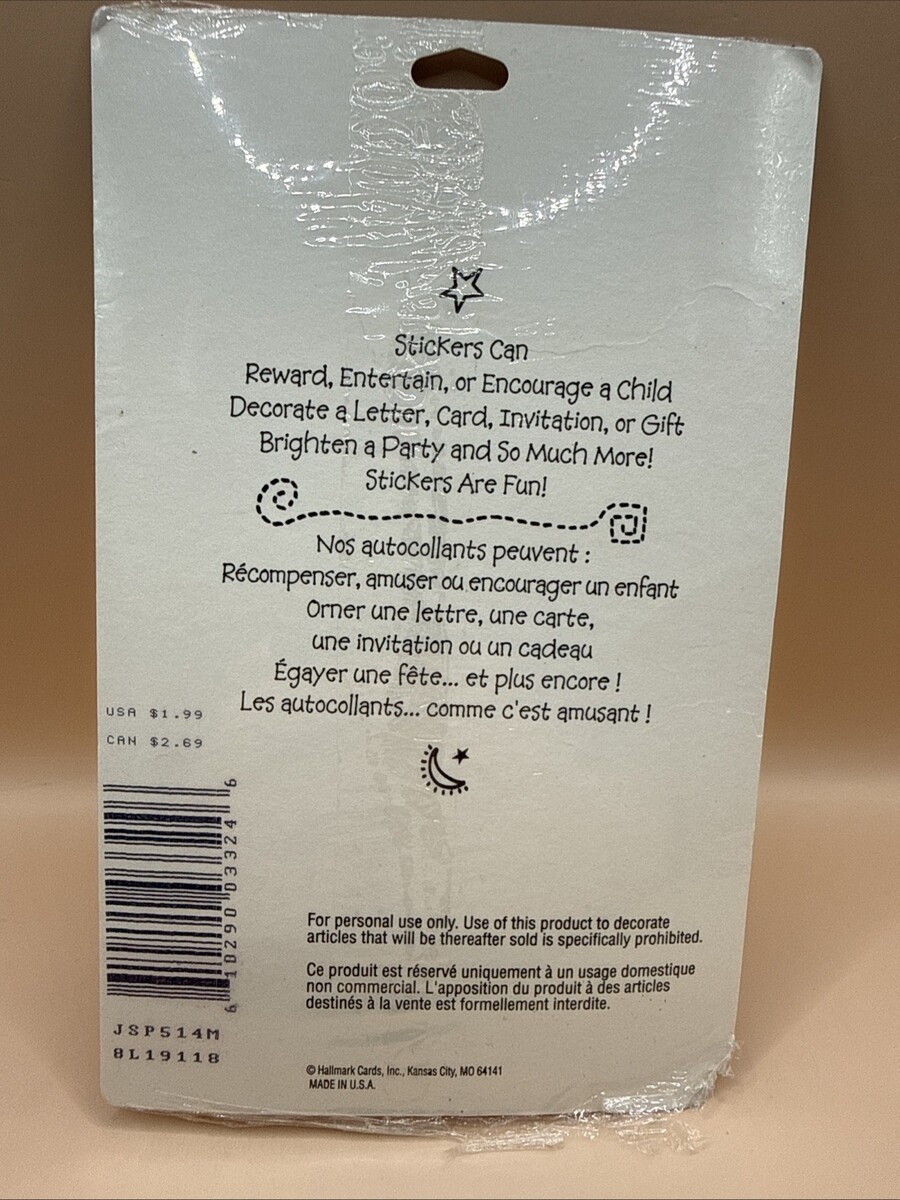 Stickers Can
Reward, Entertain, or Encourage a Child
Decorate a Letter, Card, Invitation, or Gift
Brighten a Party and So Much More!
Stickers Are Fun!
Nos autocollants peuvent :
Récompenser, amuser ou encourager un enfant
Orner une lettre, une carte,
une invitation ou un cadeau
Égayer une fête... et plus encore !
Les autocollants... comme c'est amusant !
USA $1.99
CAN $2.69
6 10290 03324 6
JSP514M
8L19118
For personal use only. Use of this product to decorate
articles that will be thereafter sold is specifically prohibited.
Ce produit est réservé uniquement à un usage domestique
non commercial. L'apposition du produit à des articles
destinés à la vente est formellement interdite.
© Hallmark Cards, Inc., Kansas City, MO 64141
MADE IN U.S.A.